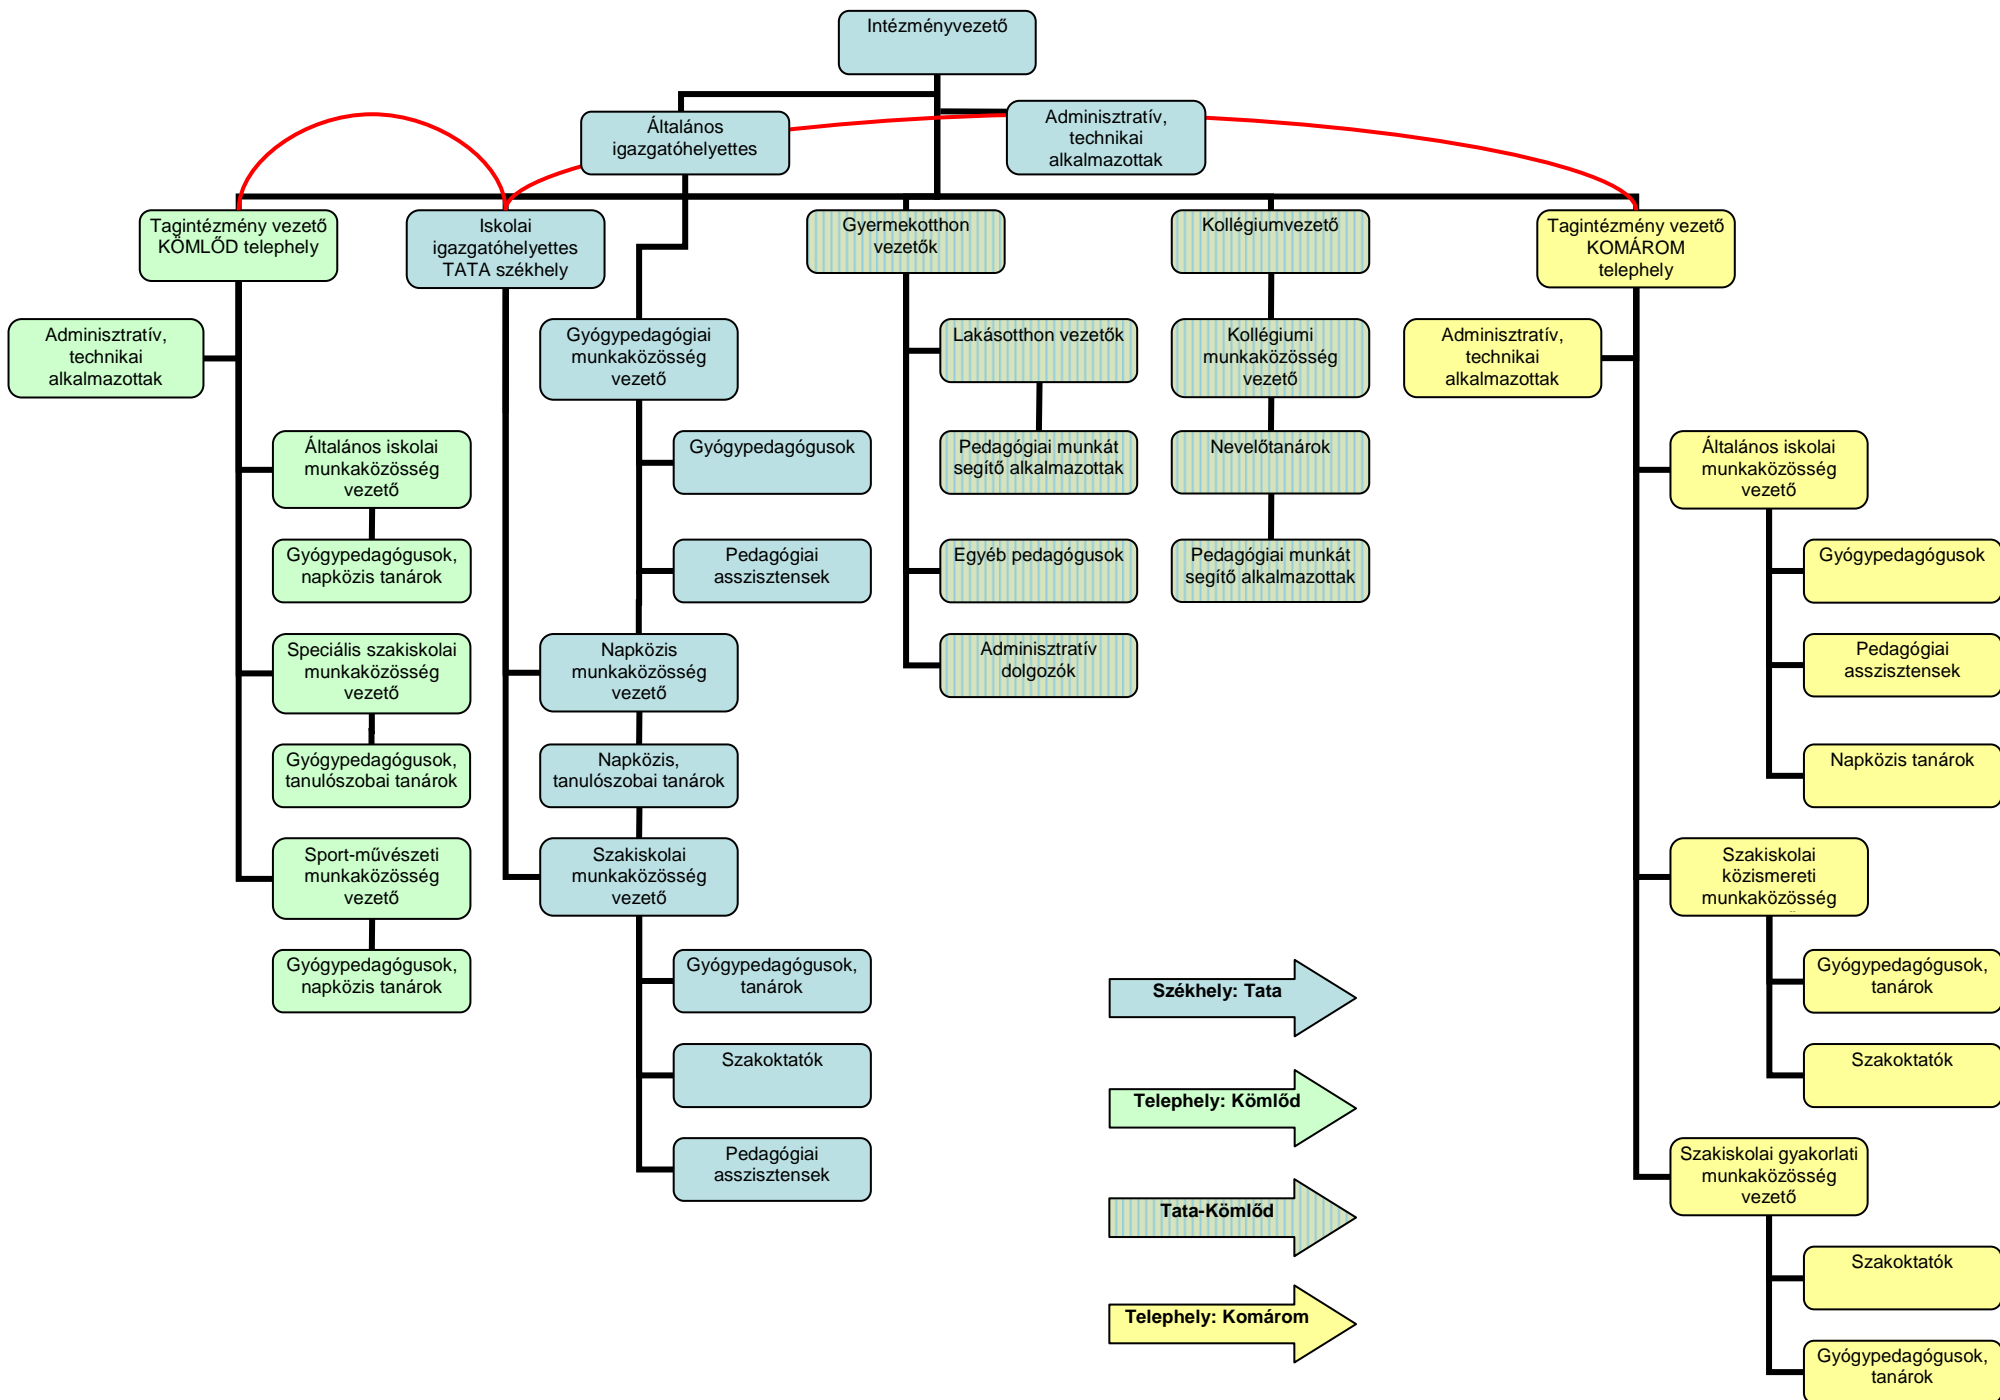 Intézményvezető
Általános
igazgatóhelyettes
Adminisztratív,
technikai
alkalmazottak
Tagintézmény vezető
KÖMLŐD telephely
Iskolai
igazgatóhelyettes
TATA székhely
Gyermekotthon
vezetők
Kollégiumvezető
Tagintézmény vezető
KOMÁROM
telephely
Adminisztratív,
technikai
alkalmazottak
Gyógypedagógiai
munkaközösség
vezető
Lakásotthon vezetők
Kollégiumi
munkaközösség
vezető
Adminisztratív,
technikai
alkalmazottak
Általános iskolai
munkaközösség
vezető
Gyógypedagógusok
Pedagógiai munkát
segítő alkalmazottak
Nevelőtanárok
Általános iskolai
munkaközösség
vezető
Gyógypedagógusok,
napközis tanárok
Pedagógiai
asszisztensek
Egyéb pedagógusok
Pedagógiai munkát
segítő alkalmazottak
Gyógypedagógusok
Speciális szakiskolai
munkaközösség
vezető
Napközis
munkaközösség
vezető
Adminisztratív
dolgozók
Pedagógiai
asszisztensek
Gyógypedagógusok,
tanulószobai tanárok
Napközis,
tanulószobai tanárok
Napközis tanárok
Sport-művészeti
munkaközösség
vezető
Szakiskolai
munkaközösség
vezető
Szakiskolai
közismereti
munkaközösség
Gyógypedagógusok,
napközis tanárok
Gyógypedagógusok,
tanárok
Székhely: Tata
Gyógypedagógusok,
tanárok
Szakoktatók
Telephely: Kömlőd
Szakoktatók
Pedagógiai
asszisztensek
Tata-Kömlőd
Szakiskolai gyakorlati
munkaközösség
vezető
Szakoktatók
Telephely: Komárom
Gyógypedagógusok,
tanárok